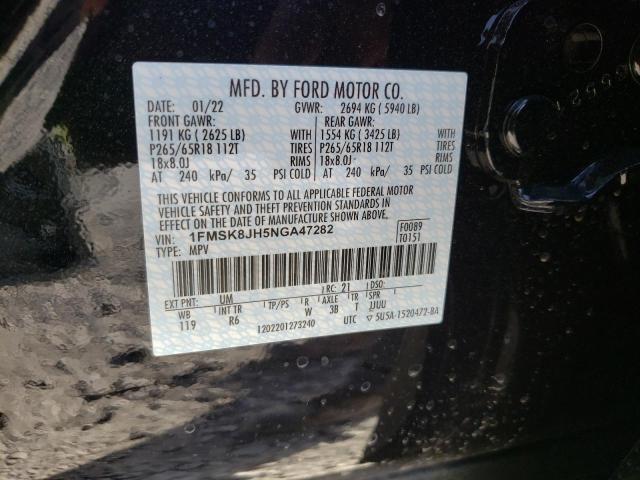 MFD. BY FORD MOTOR CO.
DATE: 01/22 GVWR: 2694 KG ( 5940 LB)
FRONT GAWR: REAR GAWR:
1191 KG ( 2625 LB) WITH 1554 KG ( 3425 LB) WITH
P265/65R18 112T TIRES P265/65R18 112T TIRES
18x8.0J RIMS 18x8.0J RIMS
AT 240 kPa/ 35 PSI COLD AT 240 kPa/ 35 PSI COLD
THIS VEHICLE CONFORMS TO ALL APPLICABLE FEDERAL MOTOR
VEHICLE SAFETY AND THEFT PREVENTION STANDARDS IN
EFFECT ON THE DATE OF MANUFACTURE SHOWN ABOVE.
VIN: 1FMSK8JH5NGA47282 F0089
TYPE: MPV T0151
EXT PNT: UM RC: 21 DSO:
WB INT TR TP/PS R AXLE TR SPR
119 R6 W 3B T UUU
1202201273240 UTC ▽ 5U5A-1520472-BA